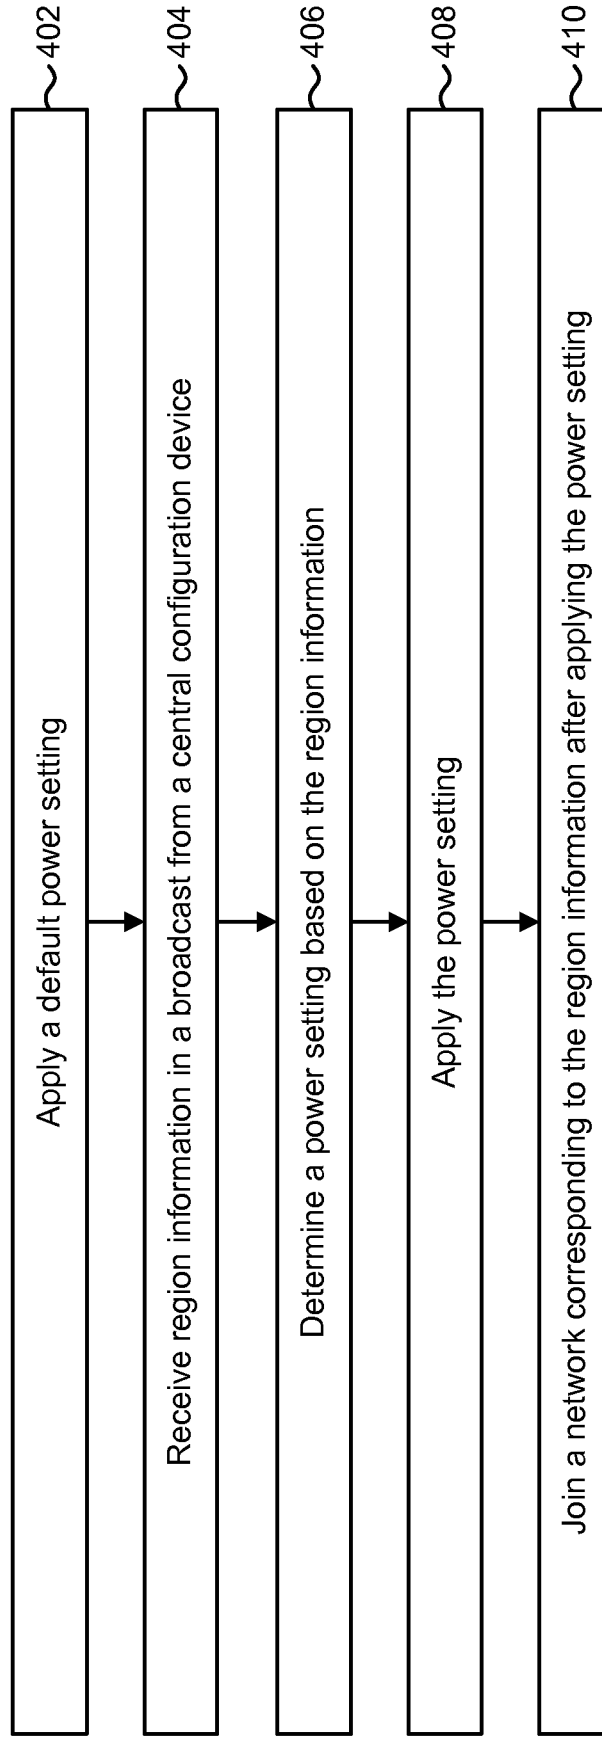 Apply a default power setting
402
Receive region information in a broadcast from a central configuration device
404
Determine a power setting based on the region information
406
Apply the power setting
408
Join a network corresponding to the region information after applying the power setting
410